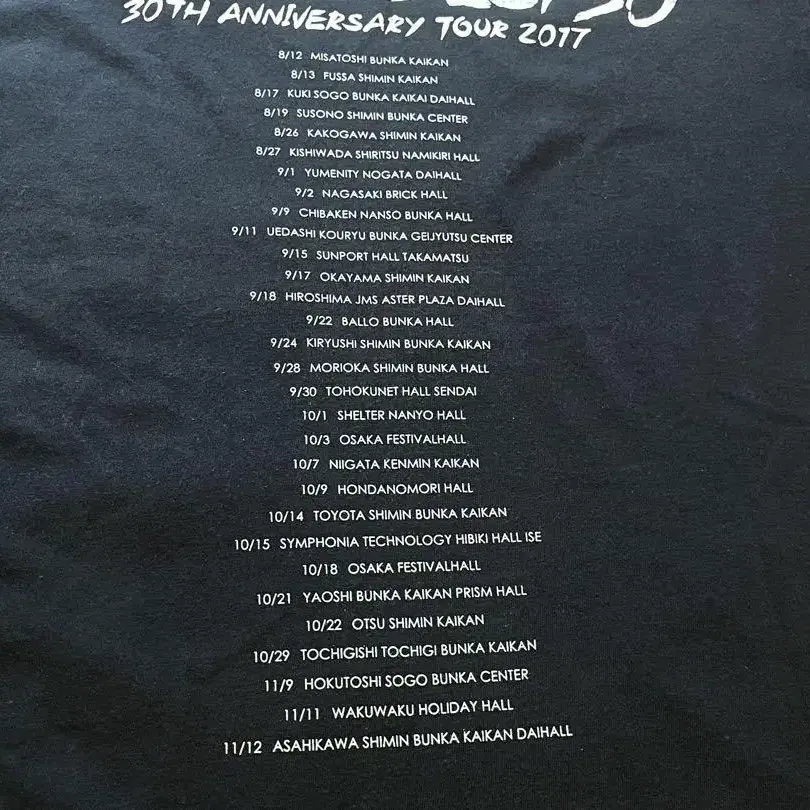 30TH ANNIVERSARY TOUR 2017
8/12 MISATOSHI BUNKA KAIKAN
8/13 FUSSA SHIMIN KAIKAN
8/17 KUKI SOGO BUNKA KAIKAI DAIHALL
8/19 SUSONO SHIMIN BUNKA CENTER
8/26 KAKOGAWA SHIMIN KAIKAN
8/27 KISHIWADA SHIRITSU NAMIKIRI HALL
9/1 YUMENITY NOGATA DAIHALL
9/2 NAGASAKI BRICK HALL
9/9 CHIBAKEN NANSO BUNKA HALL
9/11 UEDASHI KOURYU BUNKA GEIJYUTSU CENTER
9/15 SUNPORT HALL TAKAMATSU
9/17 OKAYAMA SHIMIN KAIKAN
9/18 HIROSHIMA JMS ASTER PLAZA DAIHALL
9/22 BALLO BUNKA HALL
9/24 KIRYUSHI SHIMIN BUNKA KAIKAN
9/28 MORIOKA SHIMIN BUNKA HALL
9/30 TOHOKUNET HALL SENDAI
10/1 SHELTER NANYO HALL
10/3 OSAKA FESTIVALHALL
10/7 NIIGATA KENMIN KAIKAN
10/9 HONDANOMORI HALL
10/14 TOYOTA SHIMIN BUNKA KAIKAN
10/15 SYMPHONIA TECHNOLOGY HIBIKI HALL ISE
10/18 OSAKA FESTIVALHALL
10/21 YAOSHI BUNKA KAIKAN PRISM HALL
10/22 OTSU SHIMIN KAIKAN
10/29 TOCHIGISHI TOCHIGI BUNKA KAIKAN
11/9 HOKUTOSHI SOGO BUNKA CENTER
11/11 WAKUWAKU HOLIDAY HALL
11/12 ASAHIKAWA SHIMIN BUNKA KAIKAN DAIHALL